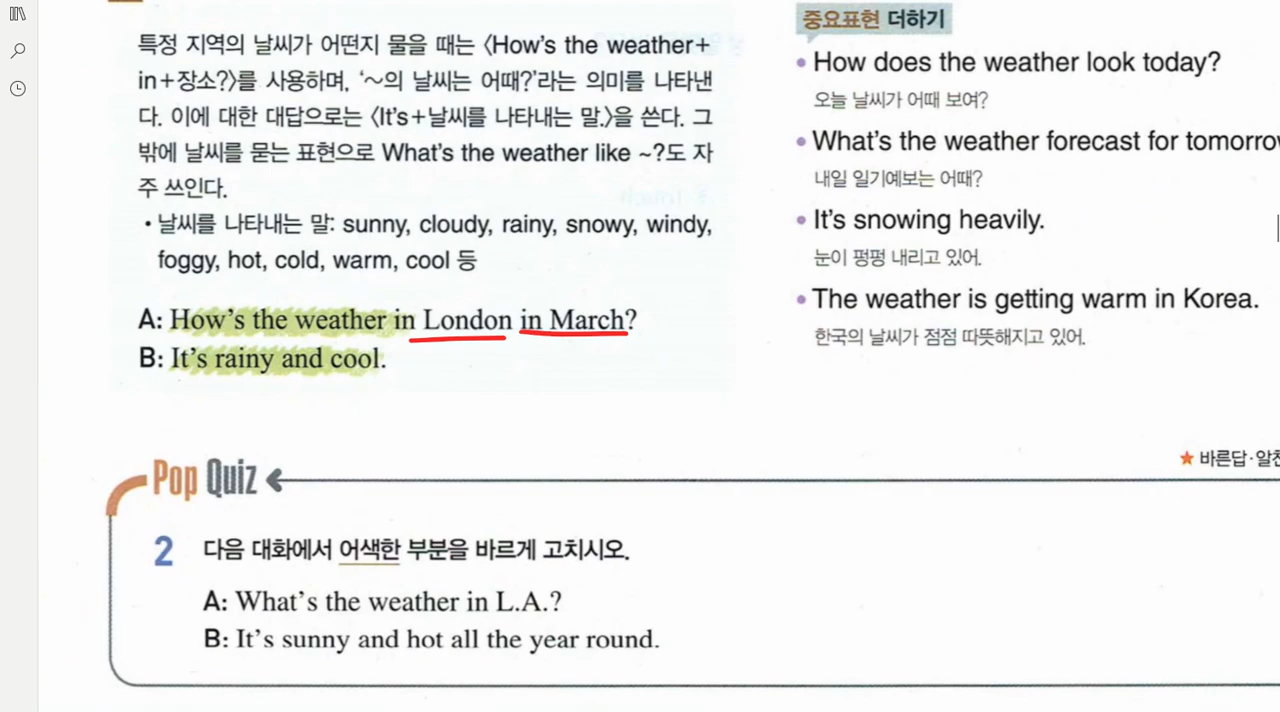 특정 지역의 날씨가 어떤지 물을 때는 〈How's the weather+
in+장소?〉를 사용하며, '~의 날씨는 어때?'라는 의미를 나타낸
다. 이에 대한 대답으로는 〈It's+날씨를 나타내는 말.〉을 쓴다. 그
밖에 날씨를 묻는 표현으로 What's the weather like ~?도 자
주 쓰인다.
• 날씨를 나타내는 말: sunny, cloudy, rainy, snowy, windy,
foggy, hot, cold, warm, cool 등
A: How's the weather in London in March?
B: It's rainy and cool.
중요표현 더하기
• How does the weather look today?
오늘 날씨가 어때 보여?
• What's the weather forecast for tomorro
내일 일기예보는 어때?
• It's snowing heavily.
눈이 펑펑 내리고 있어.
• The weather is getting warm in Korea.
한국의 날씨가 점점 따뜻해지고 있어.
★ 바른답·알찬
Pop Quiz
2 다음 대화에서 어색한 부분을 바르게 고치시오.
A: What's the weather in L.A.?
B: It's sunny and hot all the year round.